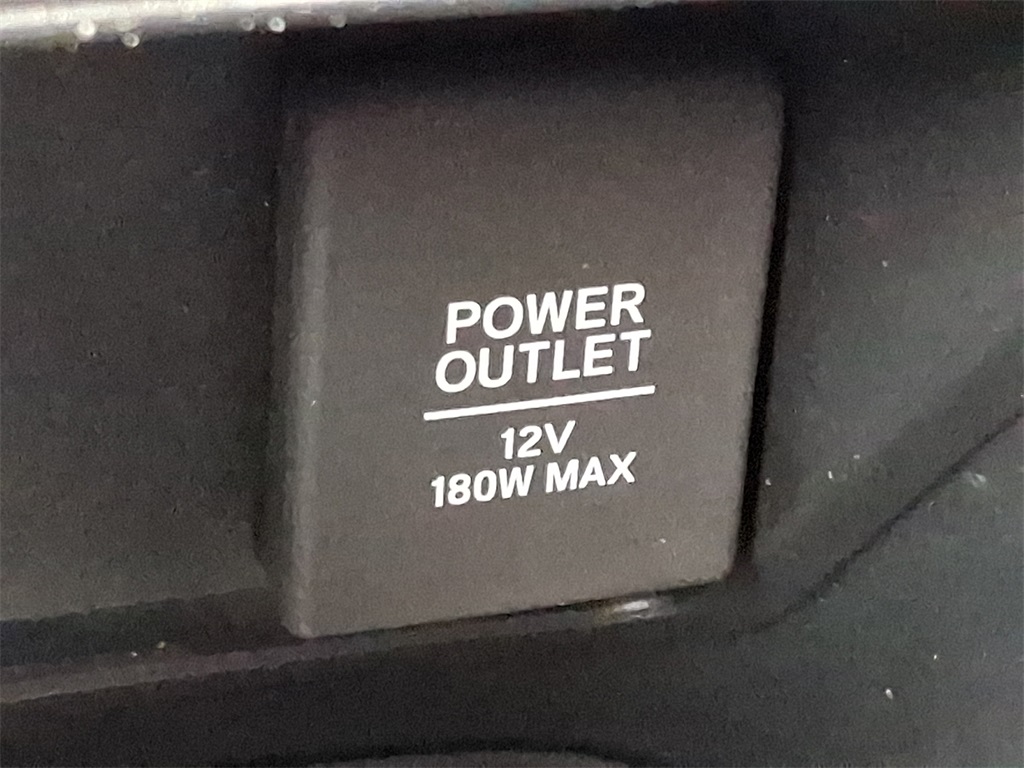 POWER
OUTLET
12V
180W MAX